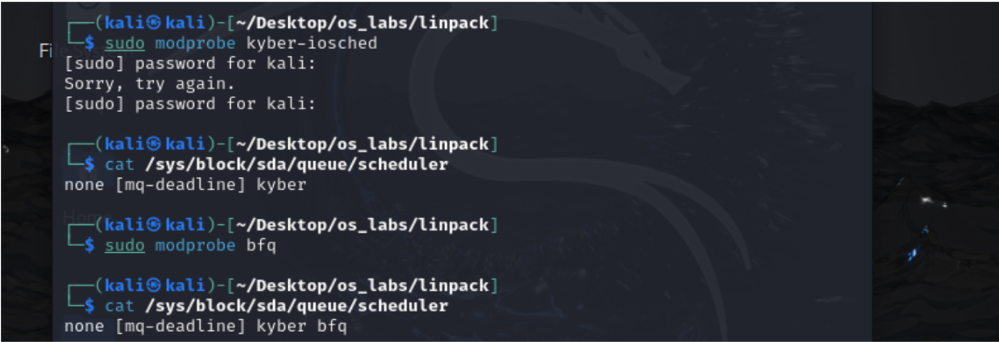 ┌──(kali㉿kali)-[~/Desktop/os_labs/linpack]
└─$ sudo modprobe kyber-iosched
File System
[sudo] password for kali:
Sorry, try again.
[sudo] password for kali:
┌──(kali㉿kali)-[~/Desktop/os_labs/linpack]
└─$ cat /sys/block/sda/queue/scheduler
none [mq-deadline] kyber
Home
┌──(kali㉿kali)-[~/Desktop/os_labs/linpack]
└─$ sudo modprobe bfq
┌──(kali㉿kali)-[~/Desktop/os_labs/linpack]
└─$ cat /sys/block/sda/queue/scheduler
none [mq-deadline] kyber bfq